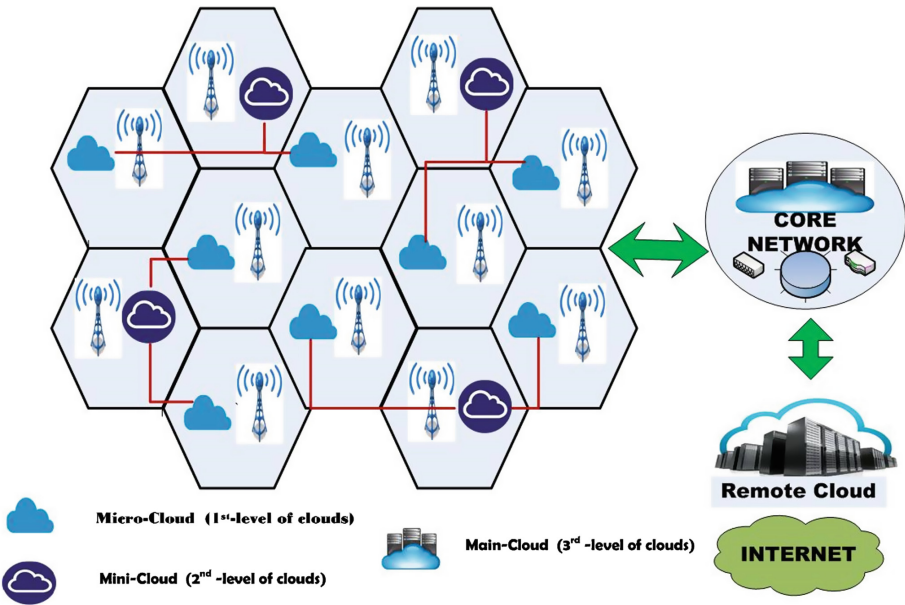 CORE
NETWORK
Remote Cloud
INTERNET
Micro-Cloud (1st-level of clouds)
Mini-Cloud (2nd -level of clouds)
Main-Cloud (3rd -level of clouds)